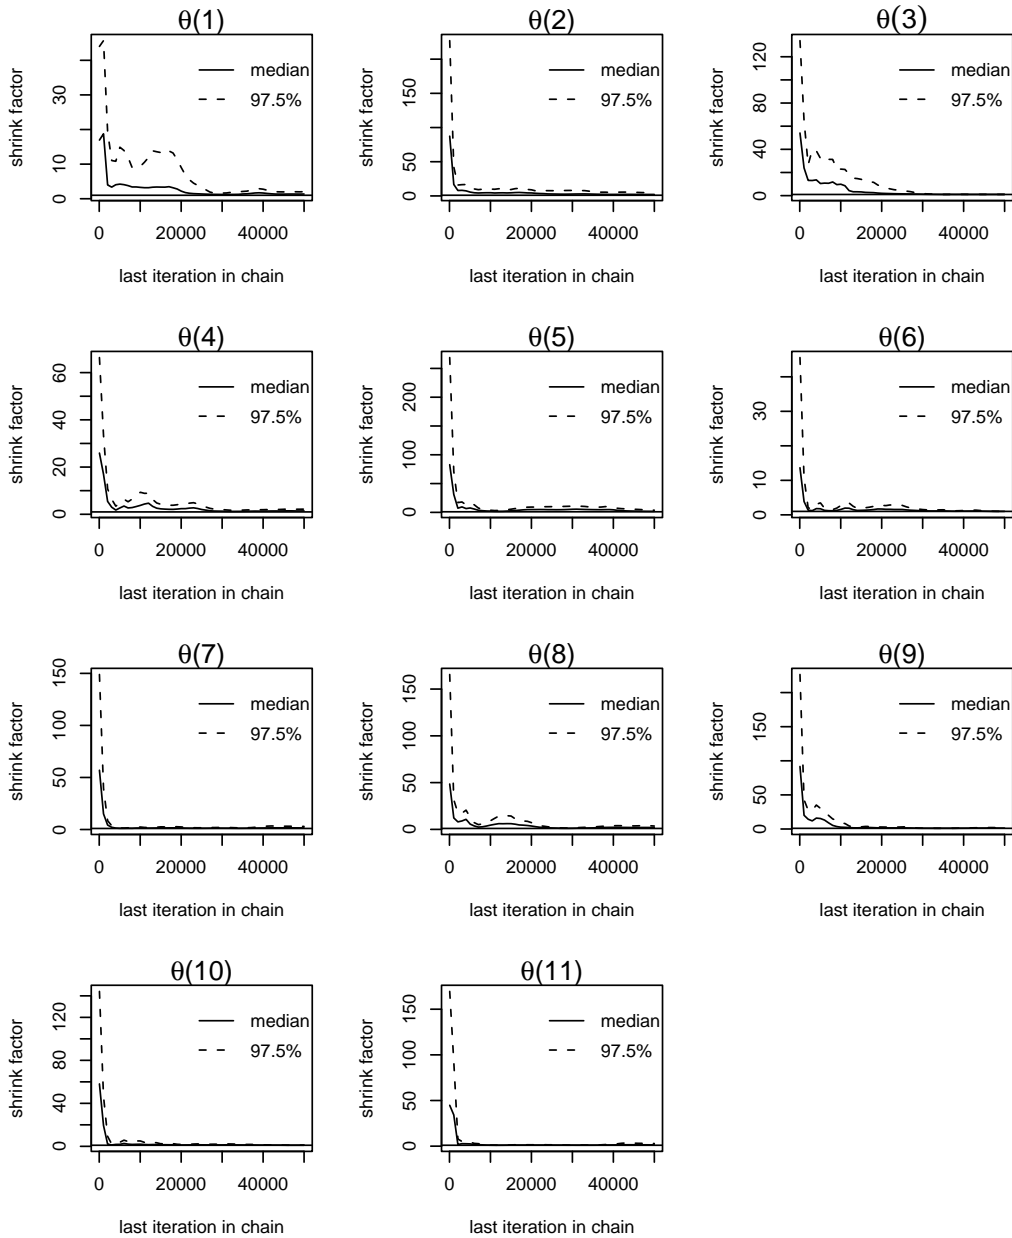 θ(1)
shrink factor
0 10 30
median
97.5%
0 20000 40000
last iteration in chain
θ(2)
shrink factor
0 50 150
median
97.5%
0 20000 40000
last iteration in chain
θ(3)
shrink factor
0 40 80 120
median
97.5%
0 20000 40000
last iteration in chain
θ(4)
shrink factor
0 20 40 60
median
97.5%
0 20000 40000
last iteration in chain
θ(5)
shrink factor
0 100 200
median
97.5%
0 20000 40000
last iteration in chain
θ(6)
shrink factor
0 10 30
median
97.5%
0 20000 40000
last iteration in chain
θ(7)
shrink factor
0 50 100 150
median
97.5%
0 20000 40000
last iteration in chain
θ(8)
shrink factor
0 50 100 150
median
97.5%
0 20000 40000
last iteration in chain
θ(9)
shrink factor
0 50 150
median
97.5%
0 20000 40000
last iteration in chain
θ(10)
shrink factor
0 40 80 120
median
97.5%
0 20000 40000
last iteration in chain
θ(11)
shrink factor
0 50 100 150
median
97.5%
0 20000 40000
last iteration in chain